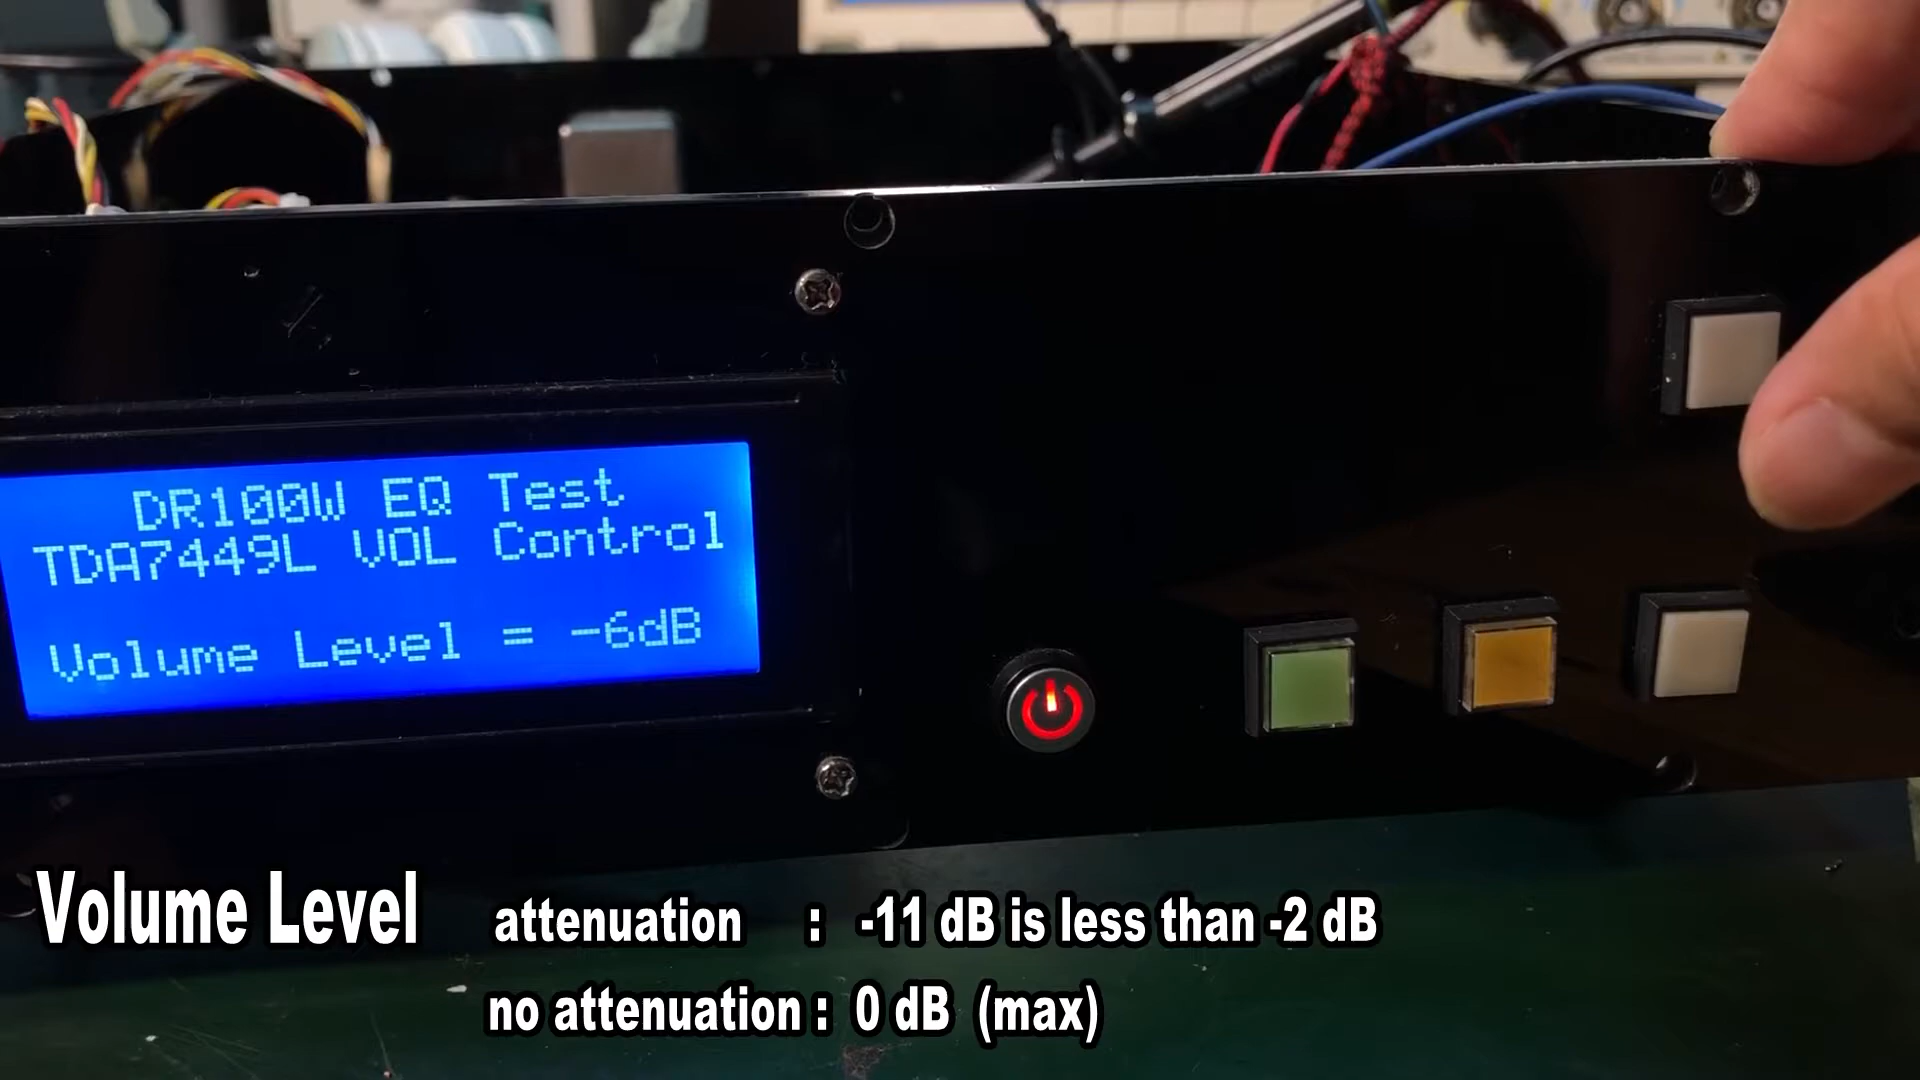 DR100W EQ Test
TDA7449L VOL Control
Volume Level = -6dB
Volume Level attenuation : -11 dB is less than -2 dB
no attenuation : 0 dB (max)